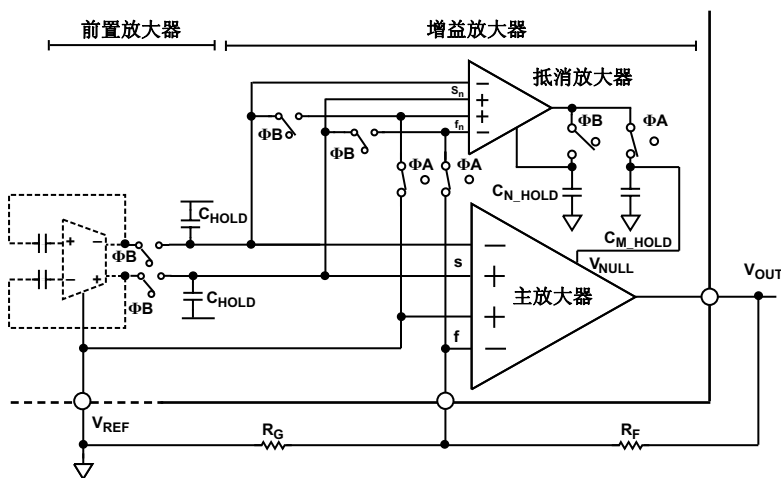 前置放大器
增益放大器
抵消放大器
Sn
+
+
fn
ΦB
ΦB
ΦA
ΦA
ΦB
ΦA
CN_HOLD
CM_HOLD
CHOLD
+ −
− +
ΦB
ΦB
CHOLD
−
s
+
+
f
−
VNULL
主放大器
VOUT
VREF
RG
RF